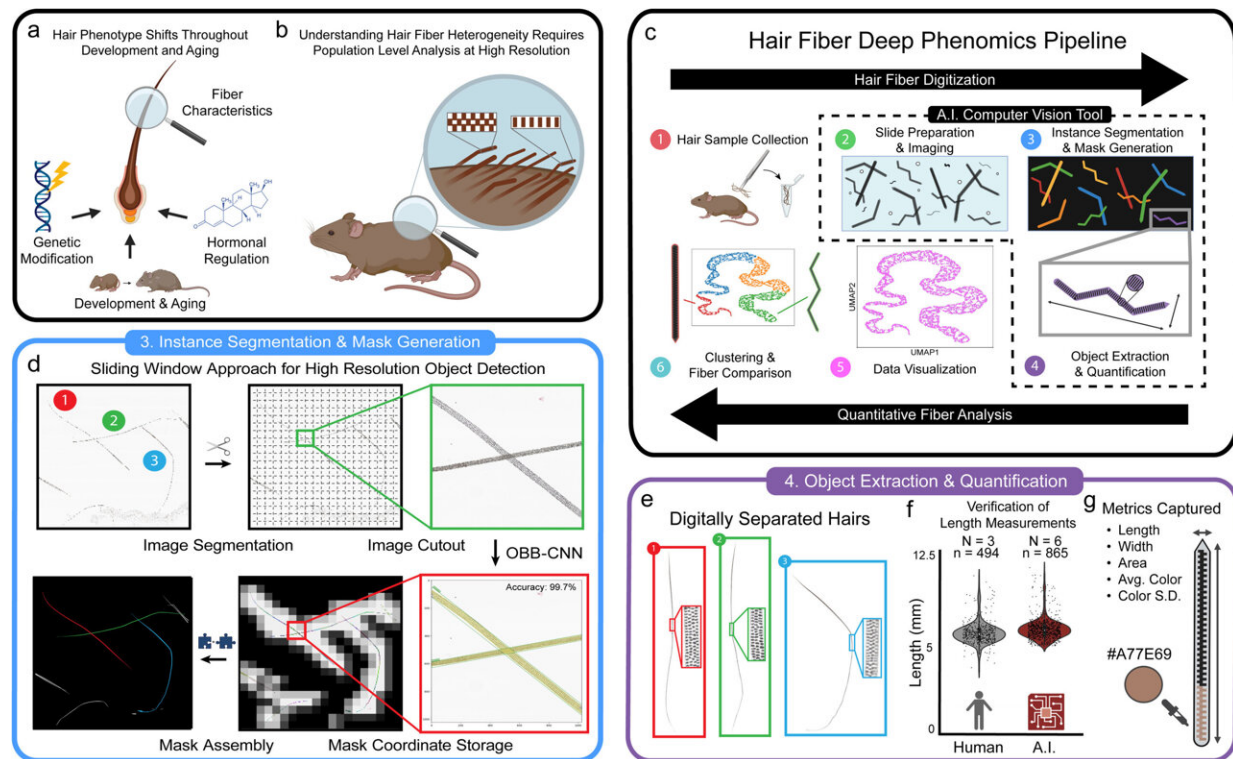 a
Hair Phenotype Shifts Throughout
Development and Aging
Fiber
Characteristics
Genetic
Modification
Hormonal
Regulation
Development & Aging
b
Understanding Hair Fiber Heterogeneity Requires
Population Level Analysis at High Resolution
c
Hair Fiber Deep Phenomics Pipeline
Hair Fiber Digitization
A.I. Computer Vision Tool
1 Hair Sample Collection
2 Slide Preparation
& Imaging
3 Instance Segmentation
& Mask Generation
UMAP2
UMAP1
6 Clustering &
Fiber Comparison
5 Data Visualization
4 Object Extraction
& Quantification
Quantitative Fiber Analysis
3. Instance Segmentation & Mask Generation
d
Sliding Window Approach for High Resolution Object Detection
1
2
3
Image Segmentation
Image Cutout
OBB-CNN
Accuracy: 99.7%
Mask Assembly
Mask Coordinate Storage
4. Object Extraction & Quantification
e
Digitally Separated Hairs
1
2
3
f
Verification of
Length Measurements
N = 3
n = 494
N = 6
n = 865
12.5
5
0
Length (mm)
Human
A.I.
g
Metrics Captured
• Length
• Width
• Area
• Avg. Color
• Color S.D.
#A77E69